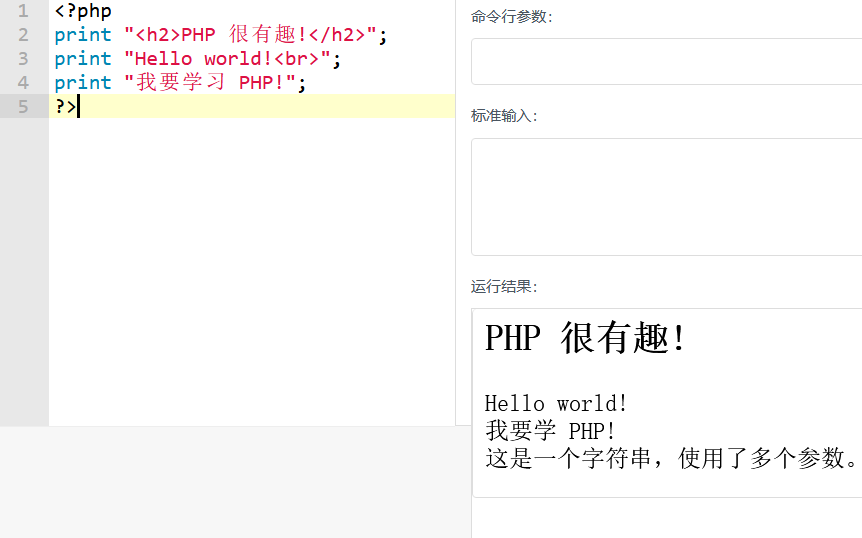 1 <?php
2 print "<h2>PHP 很有趣!</h2>";
3 print "Hello world!<br>";
4 print "我要学习 PHP!";
5 ?>
命令行参数:
标准输入:
运行结果:
PHP 很有趣!
Hello world!
我要学 PHP!
这是一个字符串，使用了多个参数。